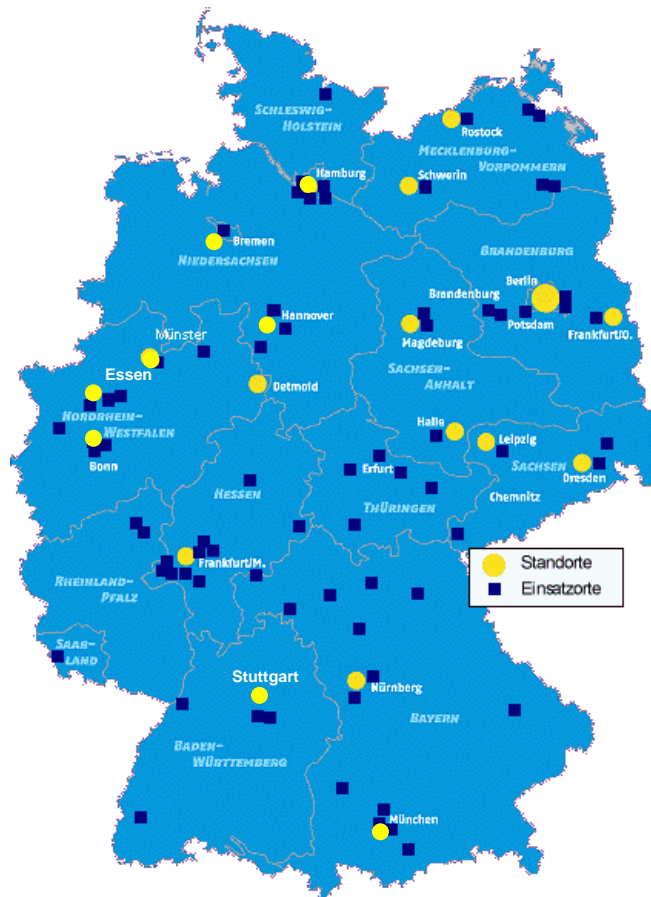 SCHLESWIG-
HOLSTEIN
Rostock
MECKLENBURG-
VORPOMMERN
Hamburg
Schwerin
Bremen
NIEDERSACHSEN
BRANDENBURG
Berlin
Brandenburg
Hannover
Potsdam
Frankfurt/O.
Münster
Magdeburg
Essen
SACHSEN-
ANHALT
Detmold
NORDRHEIN-
WESTFALEN
Halle
Leipzig
Bonn
Erfurt
SACHSEN
Dresden
HESSEN
THÜRINGEN
Chemnitz
Frankfurt/M.
Standorte
Einsatzorte
RHEINLAND-
PFALZ
SAAR-
LAND
Stuttgart
Nürnberg
BAYERN
BADEN-
WÜRTTEMBERG
München